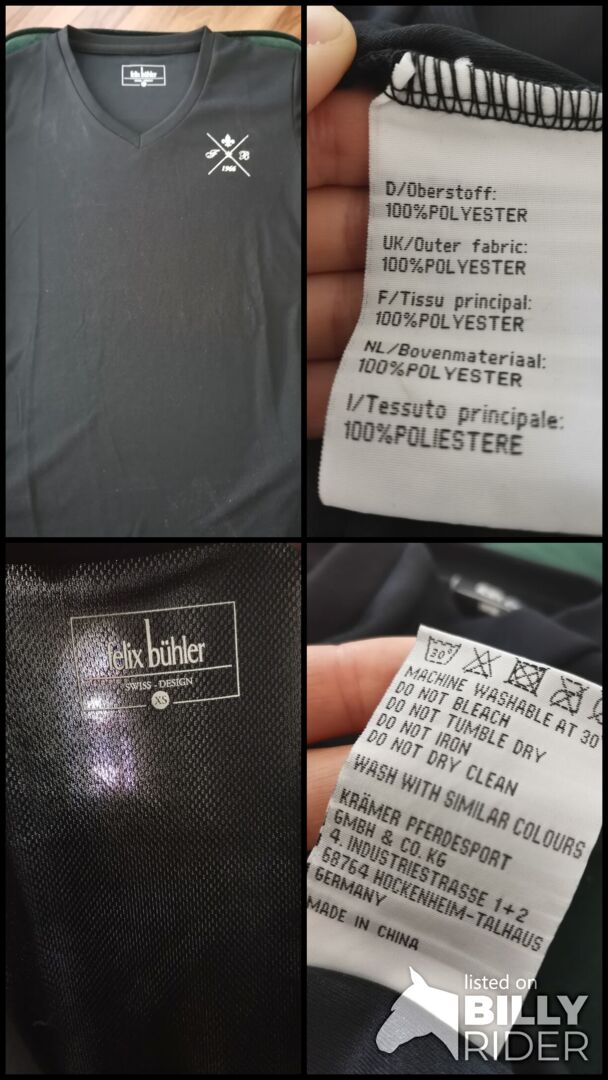 felix bühler
F B
1966
D/Oberstoff:
100%POLYESTER
UK/Outer fabric:
100%POLYESTER
F/Tissu principal:
100%POLYESTER
NL/Bovenmateriaal:
100%POLYESTER
I/Tessuto principale:
100%POLIESTERE
felix bühler
SWISS - DESIGN
XS
30°
MACHINE WASHABLE AT 30°
DO NOT BLEACH
DO NOT TUMBLE DRY
DO NOT IRON
DO NOT DRY CLEAN
WASH WITH SIMILAR COLOURS
KRÄMER PFERDESPORT
GMBH & CO. KG
4. INDUSTRIESTRASSE 1+2
68764 HOCKENHEIM-TALHAUS
GERMANY
MADE IN CHINA
listed on
BILLY
RIDER